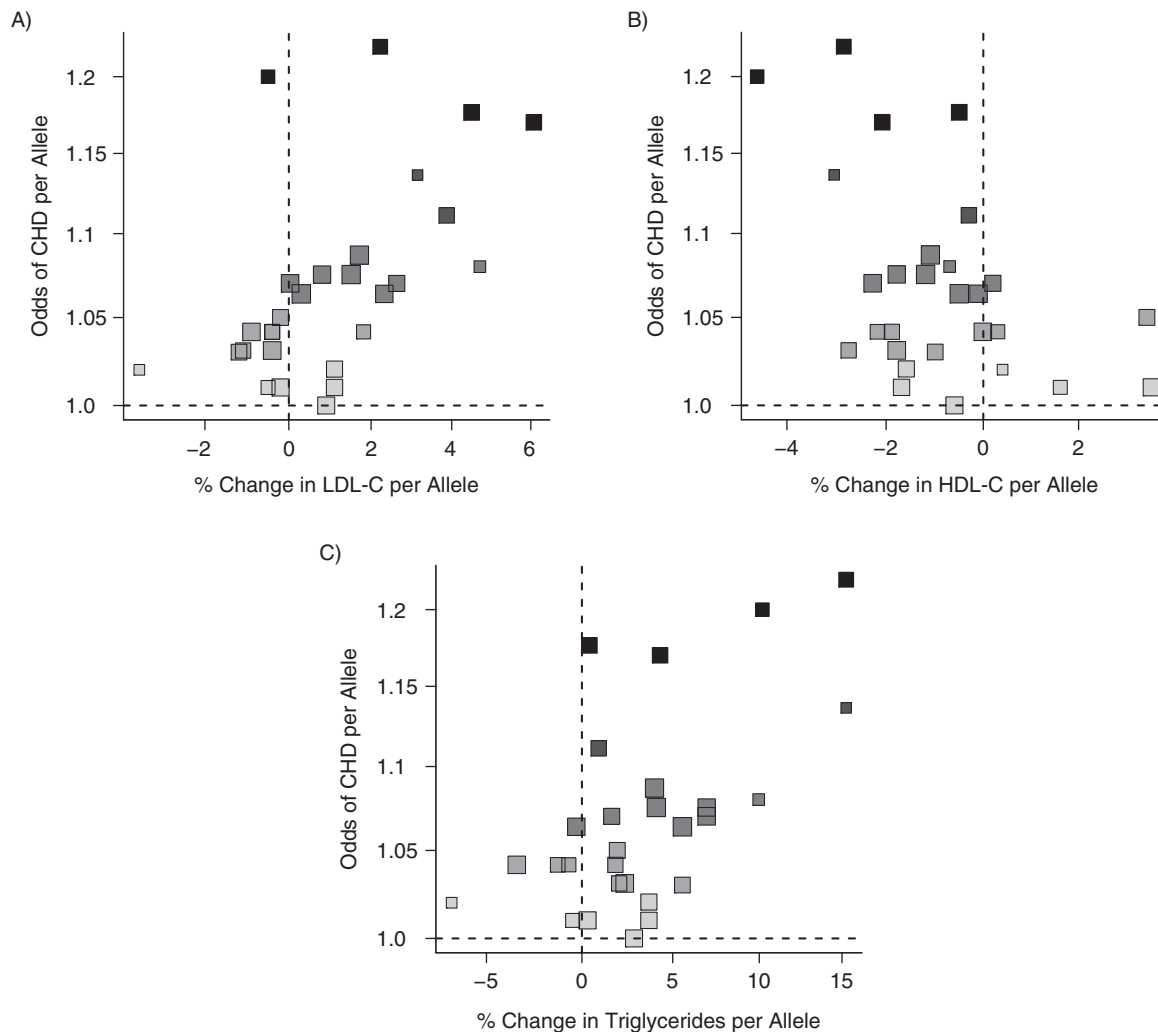 A)
Odds of CHD per Allele
1.2
1.15
1.1
1.05
1.0
−2 0 2 4 6
% Change in LDL-C per Allele
B)
Odds of CHD per Allele
1.2
1.15
1.1
1.05
1.0
−4 −2 0 2
% Change in HDL-C per Allele
C)
Odds of CHD per Allele
1.2
1.15
1.1
1.05
1.0
−5 0 5 10 15
% Change in Triglycerides per Allele